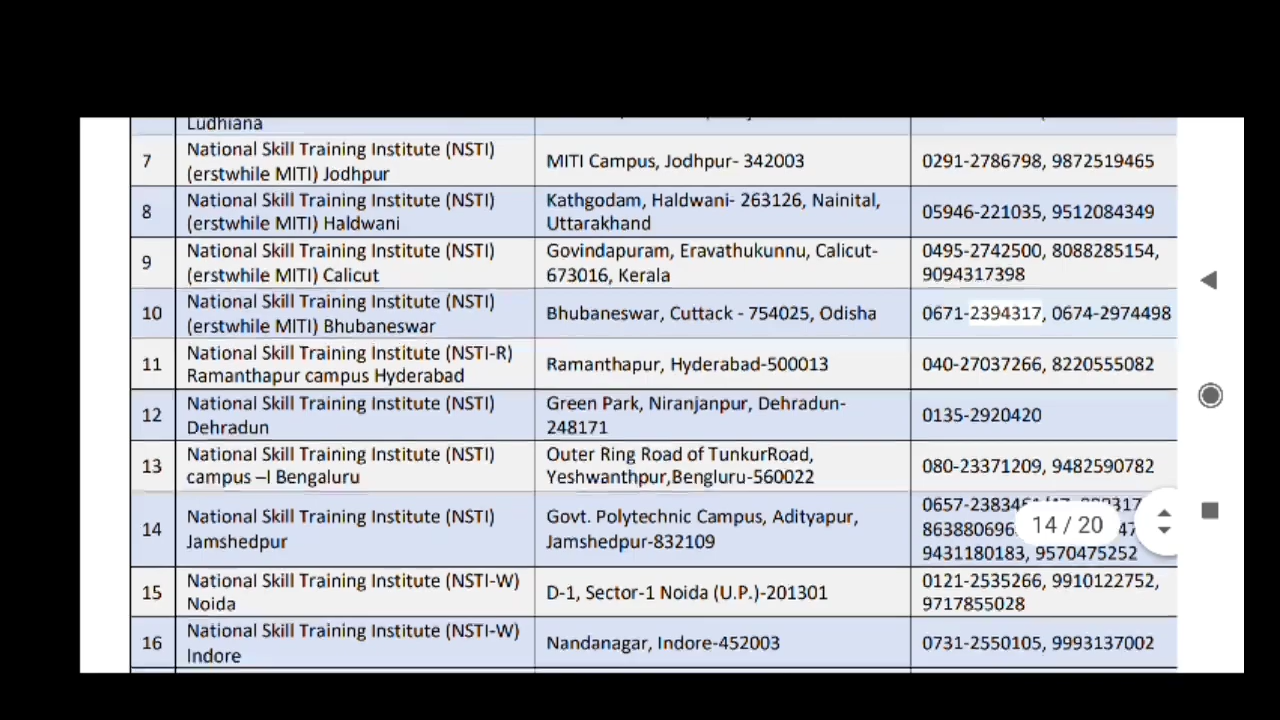 Ludhiana
7 National Skill Training Institute (NSTI) (erstwhile MITI) Jodhpur MITI Campus, Jodhpur- 342003 0291-2786798, 9872519465
8 National Skill Training Institute (NSTI) (erstwhile MITI) Haldwani Kathgodam, Haldwani- 263126, Nainital, Uttarakhand 05946-221035, 9512084349
9 National Skill Training Institute (NSTI) (erstwhile MITI) Calicut Govindapuram, Eravathukunnu, Calicut- 673016, Kerala 0495-2742500, 8088285154, 9094317398
10 National Skill Training Institute (NSTI) (erstwhile MITI) Bhubaneswar Bhubaneswar, Cuttack - 754025, Odisha 0671-2394317, 0674-2974498
11 National Skill Training Institute (NSTI-R) Ramanthapur campus Hyderabad Ramanthapur, Hyderabad-500013 040-27037266, 8220555082
12 National Skill Training Institute (NSTI) Dehradun Green Park, Niranjanpur, Dehradun- 248171 0135-2920420
13 National Skill Training Institute (NSTI) campus –I Bengaluru Outer Ring Road of TunkurRoad, Yeshwanthpur,Bengluru-560022 080-23371209, 9482590782
14 National Skill Training Institute (NSTI) Jamshedpur Govt. Polytechnic Campus, Adityapur, Jamshedpur-832109 9431180183, 9570475252
14 / 20
15 National Skill Training Institute (NSTI-W) Noida D-1, Sector-1 Noida (U.P.)-201301 0121-2535266, 9910122752, 9717855028
16 National Skill Training Institute (NSTI-W) Indore Nandanagar, Indore-452003 0731-2550105, 9993137002